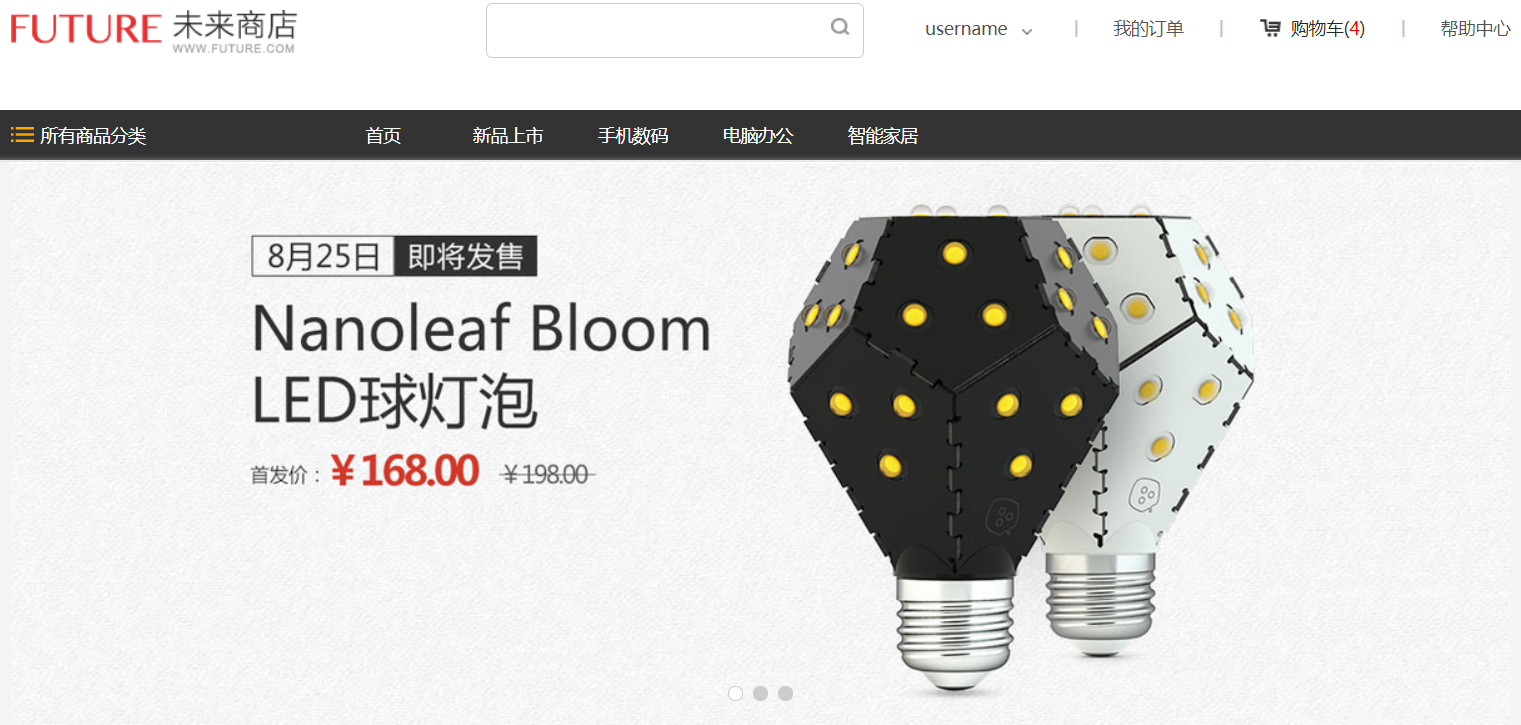 FUTURE 未来商店
WWW.FUTURE.COM
username
我的订单
购物车(4)
帮助中心
所有商品分类 首页 新品上市 手机数码 电脑办公 智能家居
8月25日 即将发售
Nanoleaf Bloom
LED球灯泡
首发价：￥168.00 ￥198.00